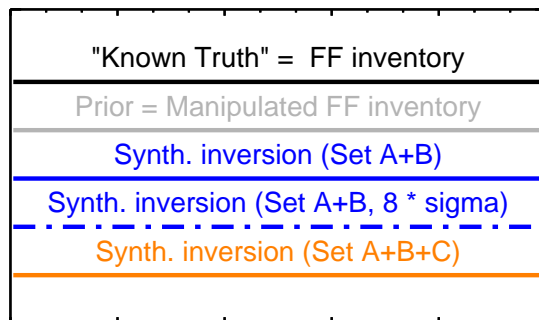 "Known Truth" = FF inventory
Prior = Manipulated FF inventory
Synth. inversion (Set A+B)
Synth. inversion (Set A+B, 8 * sigma)
Synth. inversion (Set A+B+C)